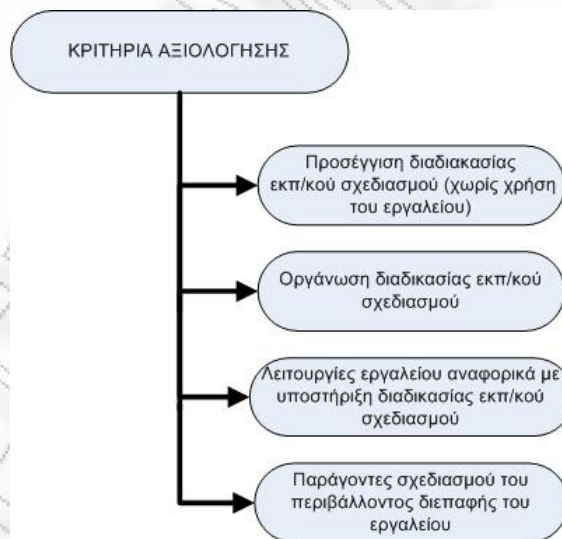 ΚΡΙΤΗΡΙΑ ΑΞΙΟΛΟΓΗΣΗΣ
Προσέγγιση διαδιακασίας
εκπ/κού σχεδιασμού (χωρίς χρήση
του εργαλείου)
Οργάνωση διαδικασίας εκπ/κού
σχεδιασμού
Λειτουργίες εργαλείου αναφορικά με
υποστήριξη διαδικασίας εκπ/κού
σχεδιασμού
Παράγοντες σχεδιασμού του
περιβάλλοντος διεπαφής του
εργαλείου